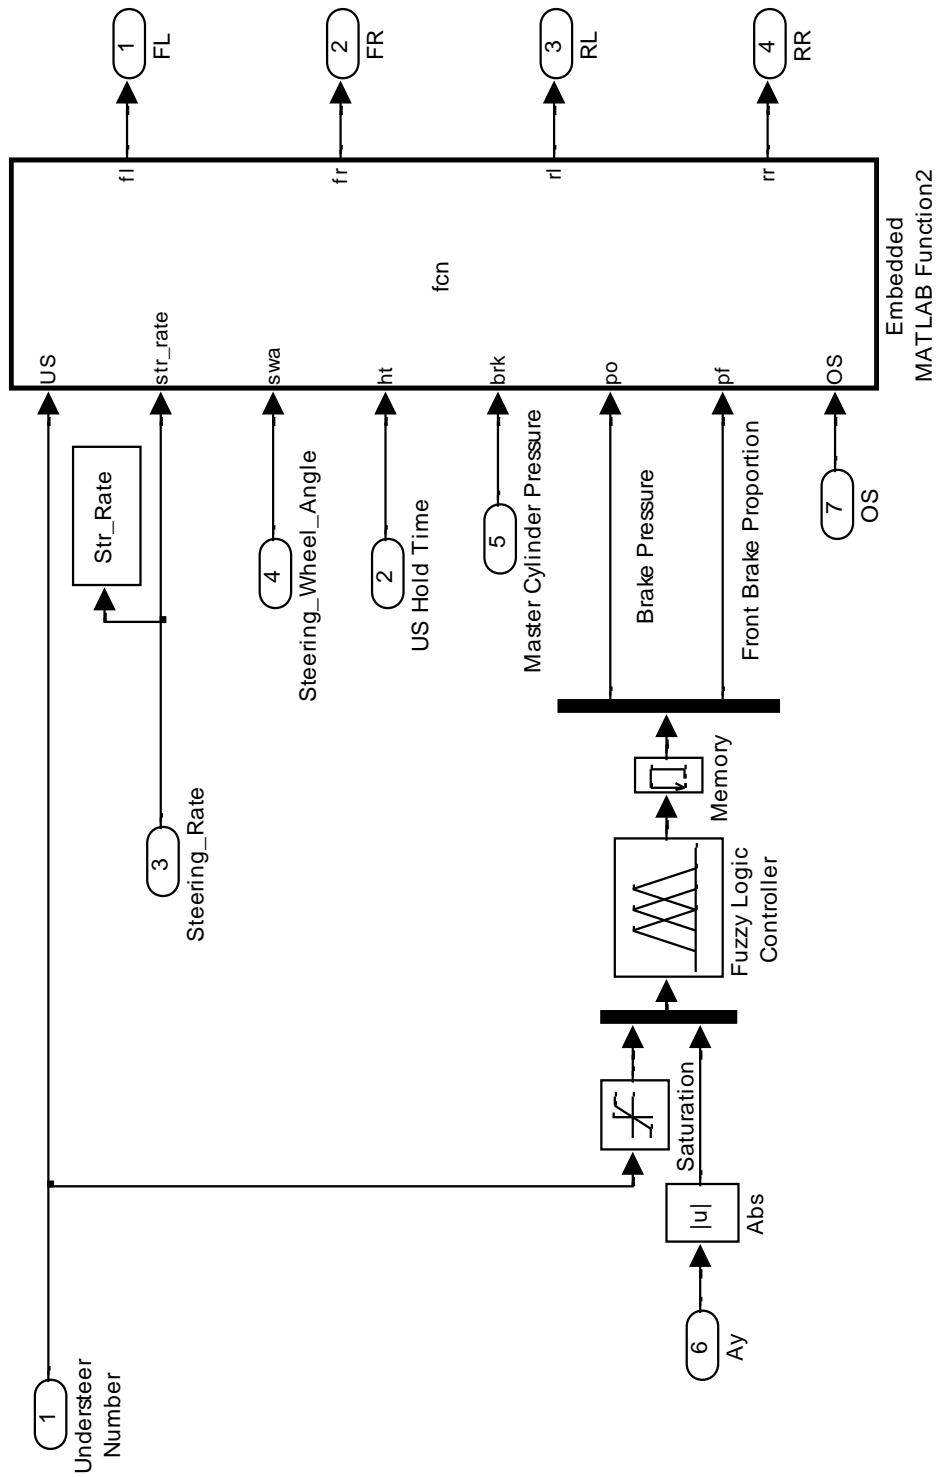 1
Understeer
Number
3
Steering_Rate
Str_Rate
4
Steering_Wheel_Angle
2
US Hold Time
5
Master Cylinder Pressure
6
Ay
|u|
Abs
Saturation
Fuzzy Logic
Controller
Memory
Brake Pressure
Front Brake Proportion
7
OS
US
str_rate
swa
ht
brk
po
pf
OS
fcn
fl
fr
rl
rr
Embedded
MATLAB Function2
1
FL
2
FR
3
RL
4
RR